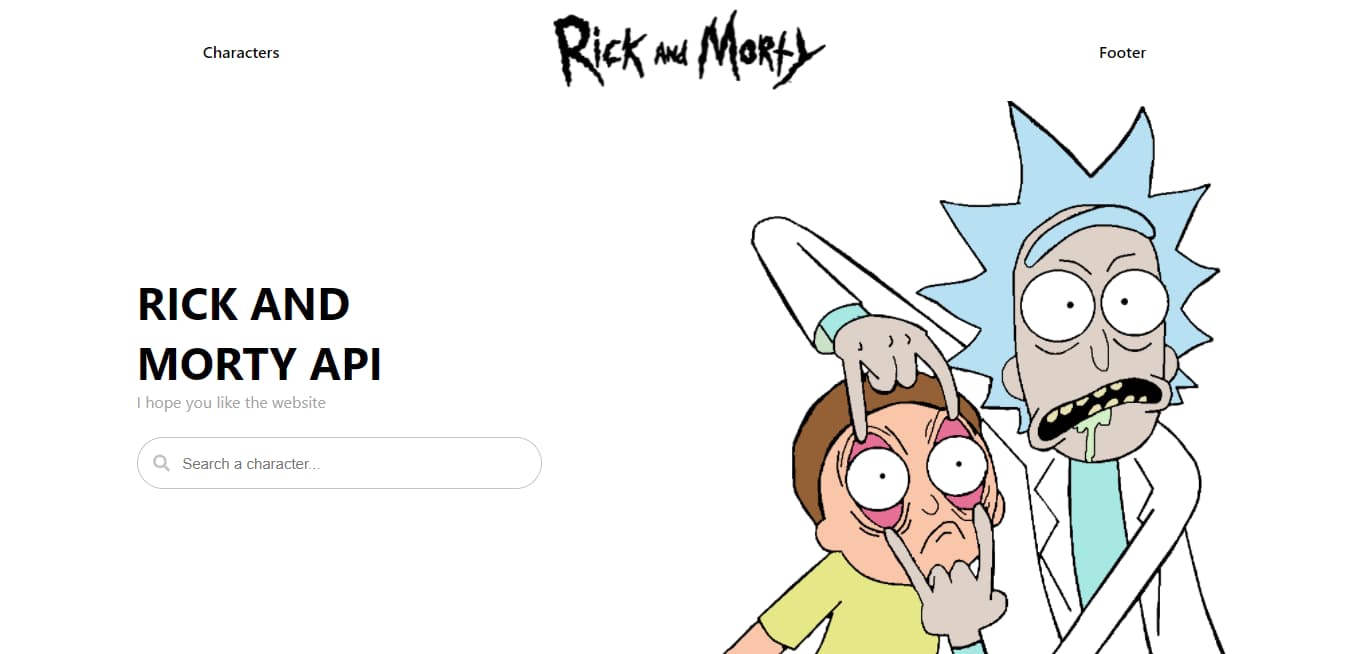 Characters
Rick and Morty
Footer
RICK AND
MORTY API
I hope you like the website
Search a character...